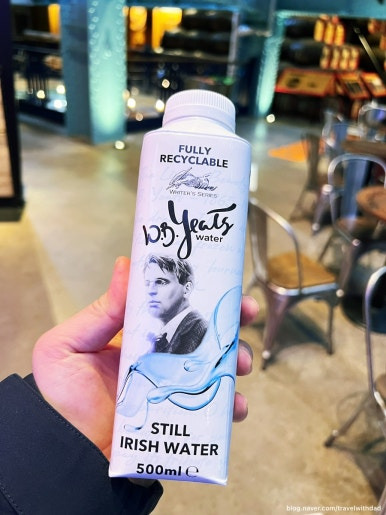 FULLY
RECYCLABLE
WRITER'S SERIES
W.B. Yeats
water
STILL
IRISH WATER
500ml ℮
blog.naver.com/travelwithdad